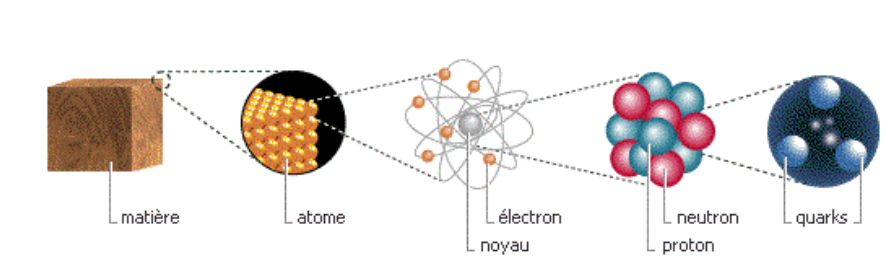 matière
atome
électron
noyau
neutron
proton
quarks